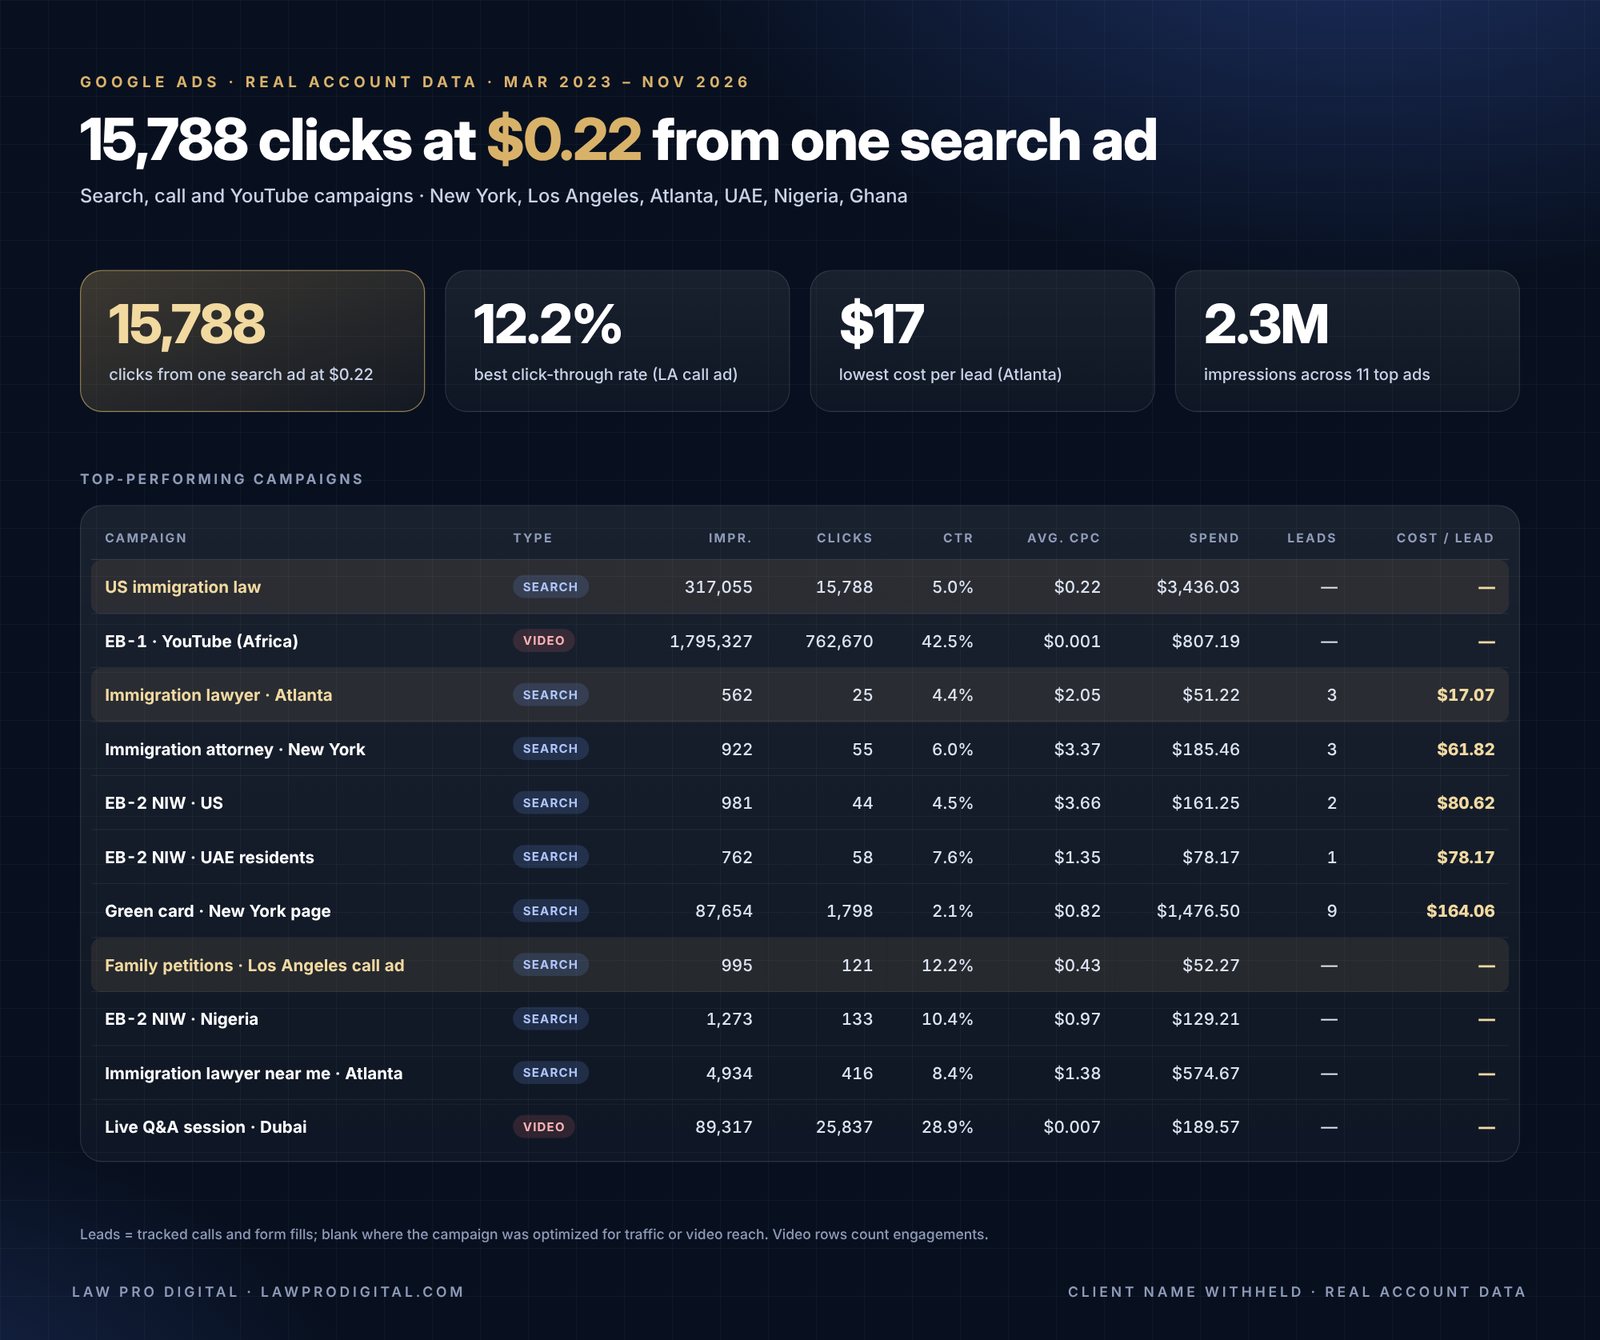 GOOGLE ADS · REAL ACCOUNT DATA · MAR 2023 – NOV 2026
15,788 clicks at $0.22 from one search ad
Search, call and YouTube campaigns · New York, Los Angeles, Atlanta, UAE, Nigeria, Ghana
15,788
clicks from one search ad at $0.22
12.2%
best click-through rate (LA call ad)
$17
lowest cost per lead (Atlanta)
2.3M
impressions across 11 top ads
TOP-PERFORMING CAMPAIGNS
CAMPAIGN TYPE IMPR. CLICKS CTR AVG. CPC SPEND LEADS COST / LEAD
US immigration law SEARCH 317,055 15,788 5.0% $0.22 $3,436.03 — —
EB-1 · YouTube (Africa) VIDEO 1,795,327 762,670 42.5% $0.001 $807.19 — —
Immigration lawyer · Atlanta SEARCH 562 25 4.4% $2.05 $51.22 3 $17.07
Immigration attorney · New York SEARCH 922 55 6.0% $3.37 $185.46 3 $61.82
EB-2 NIW · US SEARCH 981 44 4.5% $3.66 $161.25 2 $80.62
EB-2 NIW · UAE residents SEARCH 762 58 7.6% $1.35 $78.17 1 $78.17
Green card · New York page SEARCH 87,654 1,798 2.1% $0.82 $1,476.50 9 $164.06
Family petitions · Los Angeles call ad SEARCH 995 121 12.2% $0.43 $52.27 — —
EB-2 NIW · Nigeria SEARCH 1,273 133 10.4% $0.97 $129.21 — —
Immigration lawyer near me · Atlanta SEARCH 4,934 416 8.4% $1.38 $574.67 — —
Live Q&A session · Dubai VIDEO 89,317 25,837 28.9% $0.007 $189.57 — —
Leads = tracked calls and form fills; blank where the campaign was optimized for traffic or video reach. Video rows count engagements.
LAW PRO DIGITAL · LAWPRODIGITAL.COM
CLIENT NAME WITHHELD · REAL ACCOUNT DATA